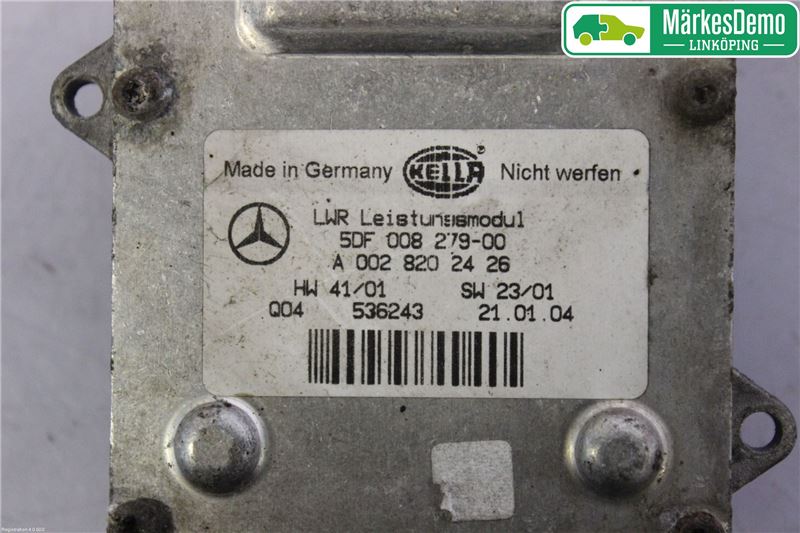 MärkesDemo
LINKÖPING
Made in Germany HELLA ® Nicht werfen
LWR Leistungsmodul
5DF 008 279-00
A 002 820 24 26
HW 41/01 SW 23/01
Q04 536243 21.01.04